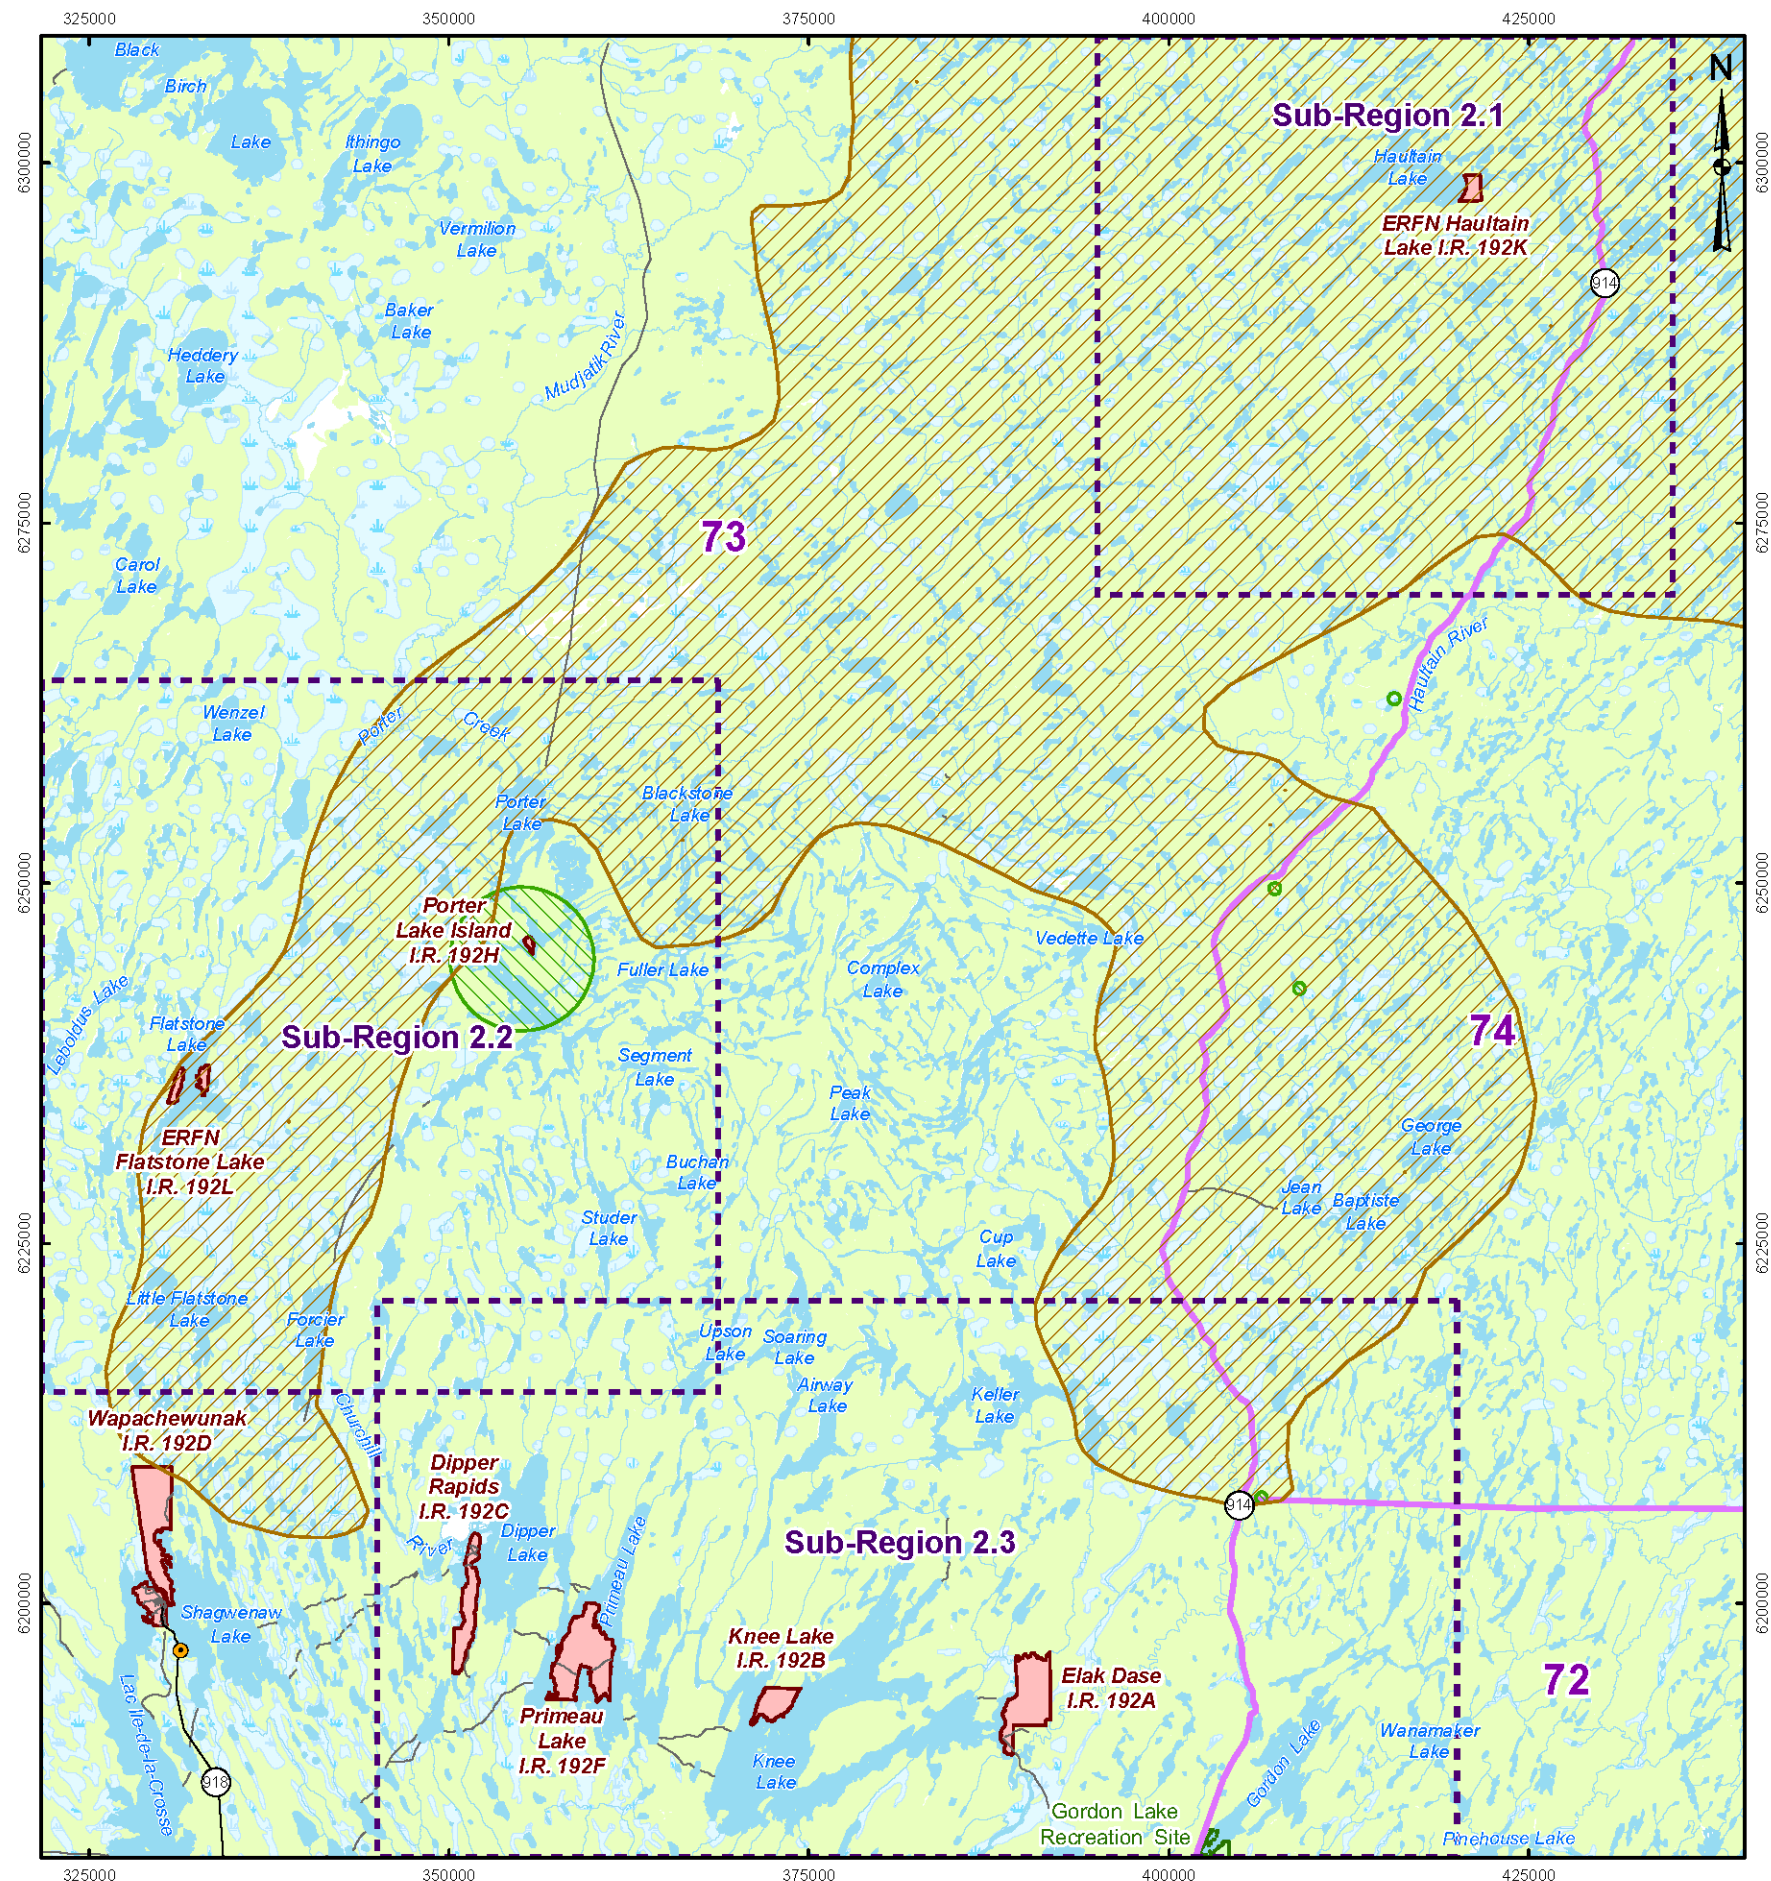 325000
350000
375000
400000
425000
Black
Birch
Lake
Ithingo
Lake
N
Sub-Region 2.1
Haultain
Lake
6300000
6300000
ERFN Haultain
Lake I.R. 192K
Vermilion
Lake
914
Baker
Lake
Mudjatik River
Heddery
Lake
6275000
73
6275000
Carol
Lake
Haultain River
Wenzel
Lake
Porter
Creek
Porter
Lake
Blackstone
Lake
6250000
6250000
Porter
Lake Island
I.R. 192H
Fuller Lake
Vedette Lake
Complex
Lake
Leboldus Lake
Flatstone
Lake
Sub-Region 2.2
74
Segment
Lake
Peak
Lake
ERFN
Flatstone Lake
I.R. 192L
George
Lake
Buchan
Lake
Jean
Lake
Baptiste
Lake
Studer
Lake
Cup
Lake
6225000
6225000
Little Flatstone
Lake
Forcier
Lake
Upson
Lake
Soaring
Lake
Airway
Lake
Keller
Lake
Wapachewunak
I.R. 192D
Churchill
River
Dipper
Rapids
I.R. 192C
Dipper
Lake
Primeau Lake
Sub-Region 2.3
914
6200000
6200000
Shagwenaw
Lake
Knee Lake
I.R. 192B
Elak Dase
I.R. 192A
72
Primeau
Lake
I.R. 192F
Lac Ile-de-la-Crosse
Knee
Lake
Gordon Lake
Wanamaker
Lake
918
Gordon Lake
Recreation Site
Pinehouse Lake
325000
350000
375000
400000
425000